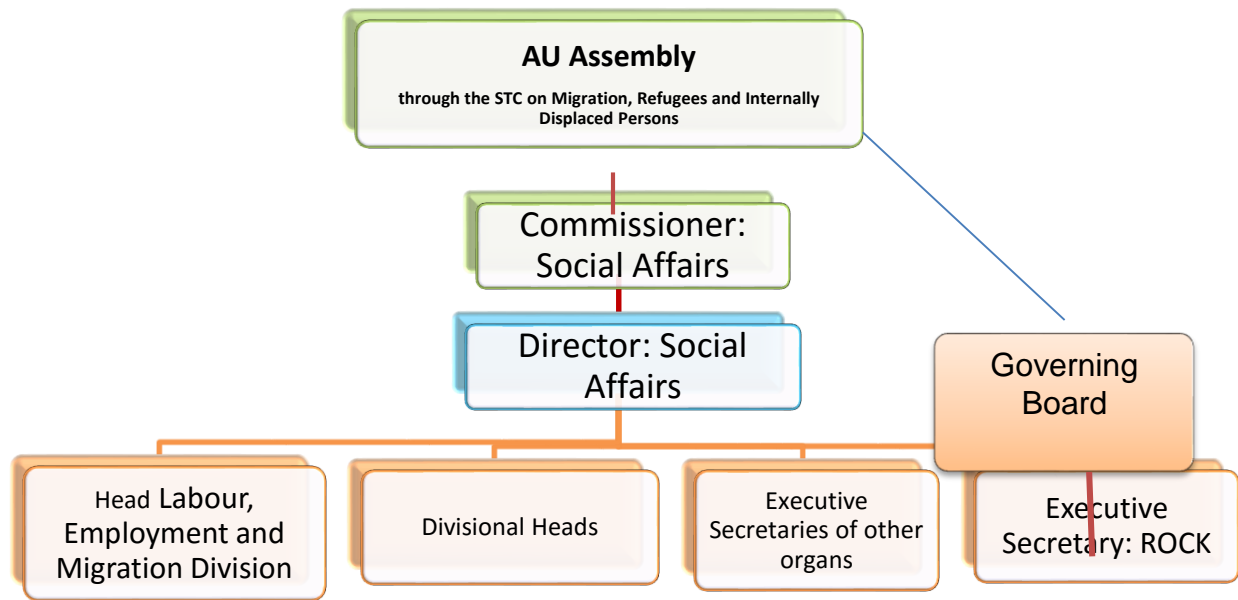 AU Assembly
through the STC on Migration, Refugees and Internally
Displaced Persons
Commissioner:
Social Affairs
Director: Social
Affairs
Governing
Board
Head Labour,
Employment and
Migration Division
Divisional Heads
Executive
Secretaries of other
organs
Executive
Secretary: ROCK